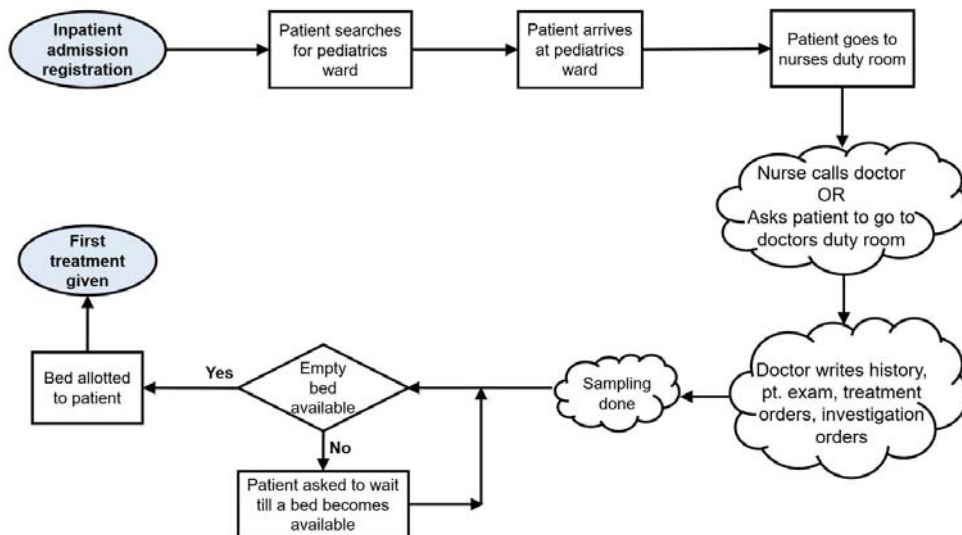 Inpatient
admission
registration
Patient searches
for pediatrics
ward
Patient arrives
at pediatrics
ward
Patient goes to
nurses duty room
Nurse calls doctor
OR
Asks patient to go to
doctors duty room
Doctor writes history,
pt. exam, treatment
orders, investigation
orders
Sampling
done
Empty
bed
available
Yes
No
Patient asked to wait
till a bed becomes
available
Bed allotted
to patient
First
treatment
given